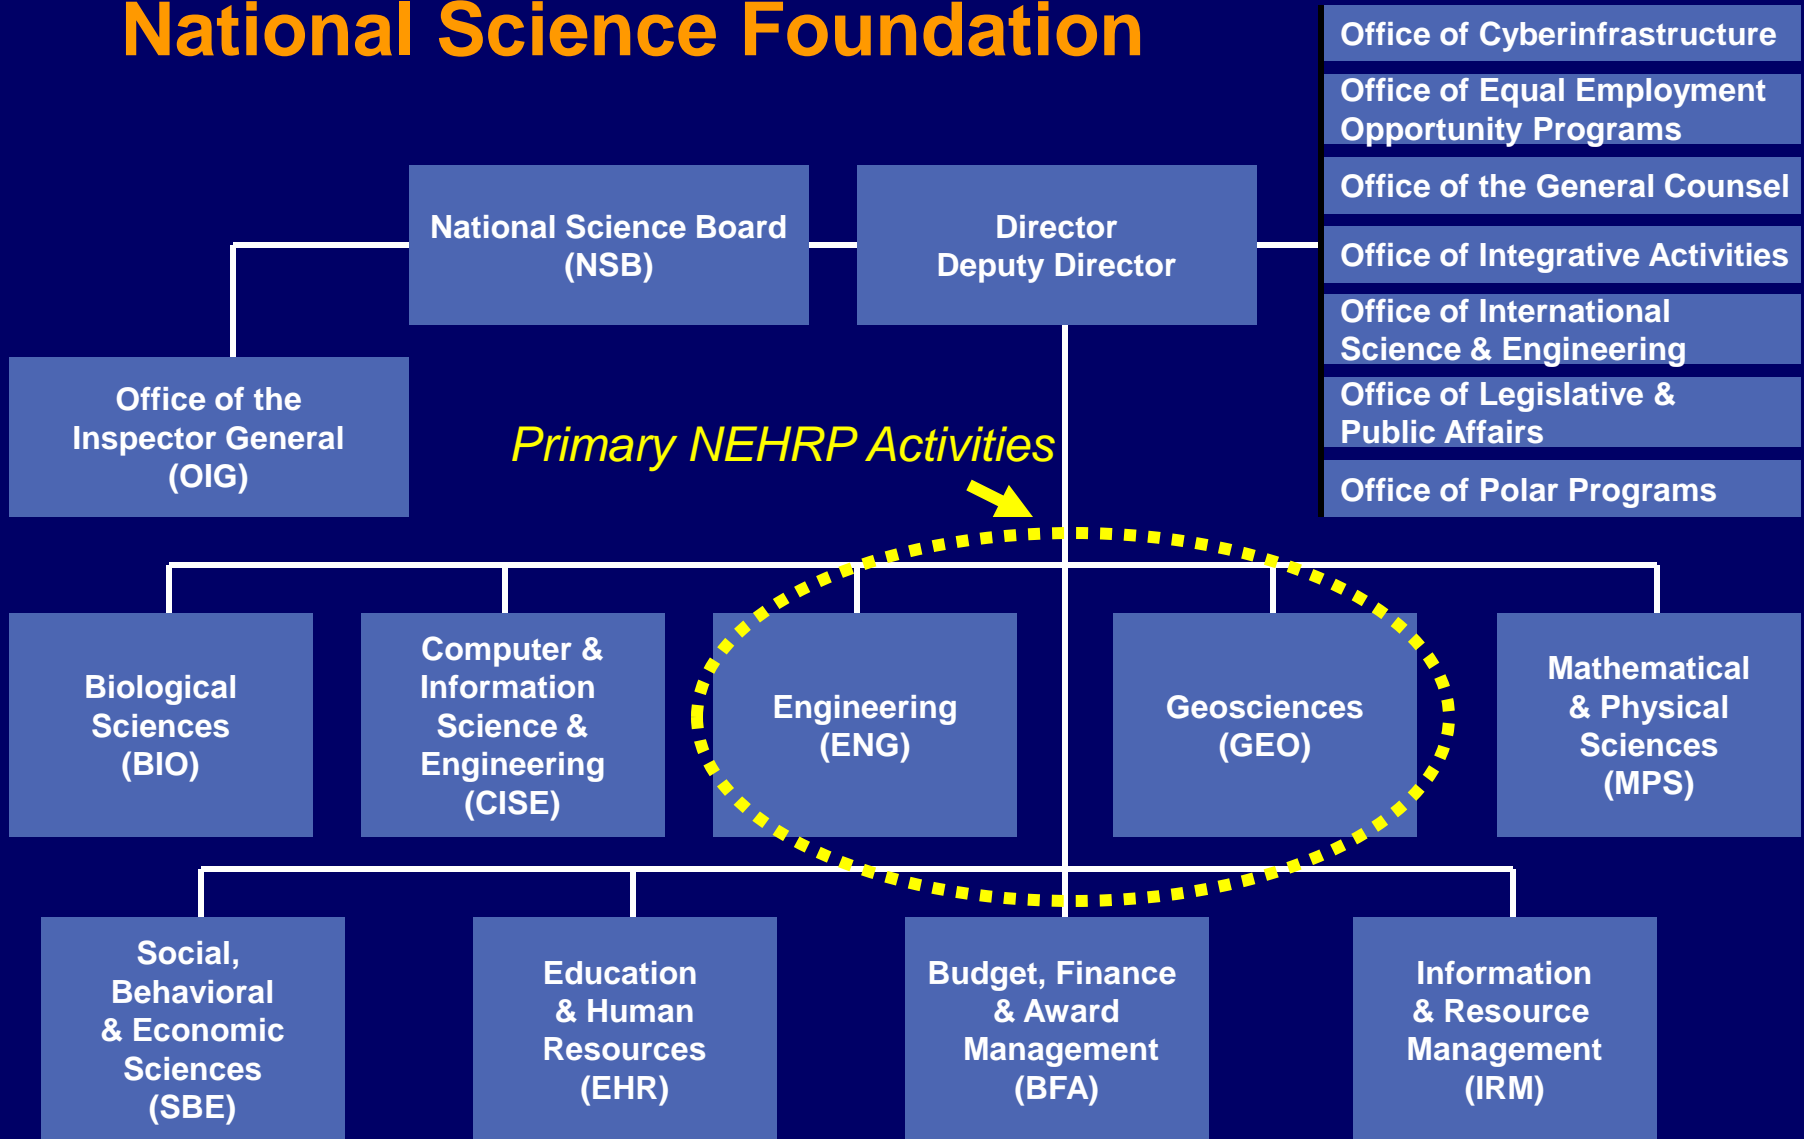 National Science Foundation
Office of Cyberinfrastructure
Office of Equal Employment
Opportunity Programs
Office of the General Counsel
Office of Integrative Activities
Office of International
Science & Engineering
Office of Legislative &
Public Affairs
Office of Polar Programs
National Science Board
(NSB)
Director
Deputy Director
Office of the
Inspector General
(OIG)
Primary NEHRP Activities
Biological
Sciences
(BIO)
Computer &
Information
Science &
Engineering
(CISE)
Engineering
(ENG)
Geosciences
(GEO)
Mathematical
& Physical
Sciences
(MPS)
Social,
Behavioral
& Economic
Sciences
(SBE)
Education
& Human
Resources
(EHR)
Budget, Finance
& Award
Management
(BFA)
Information
& Resource
Management
(IRM)